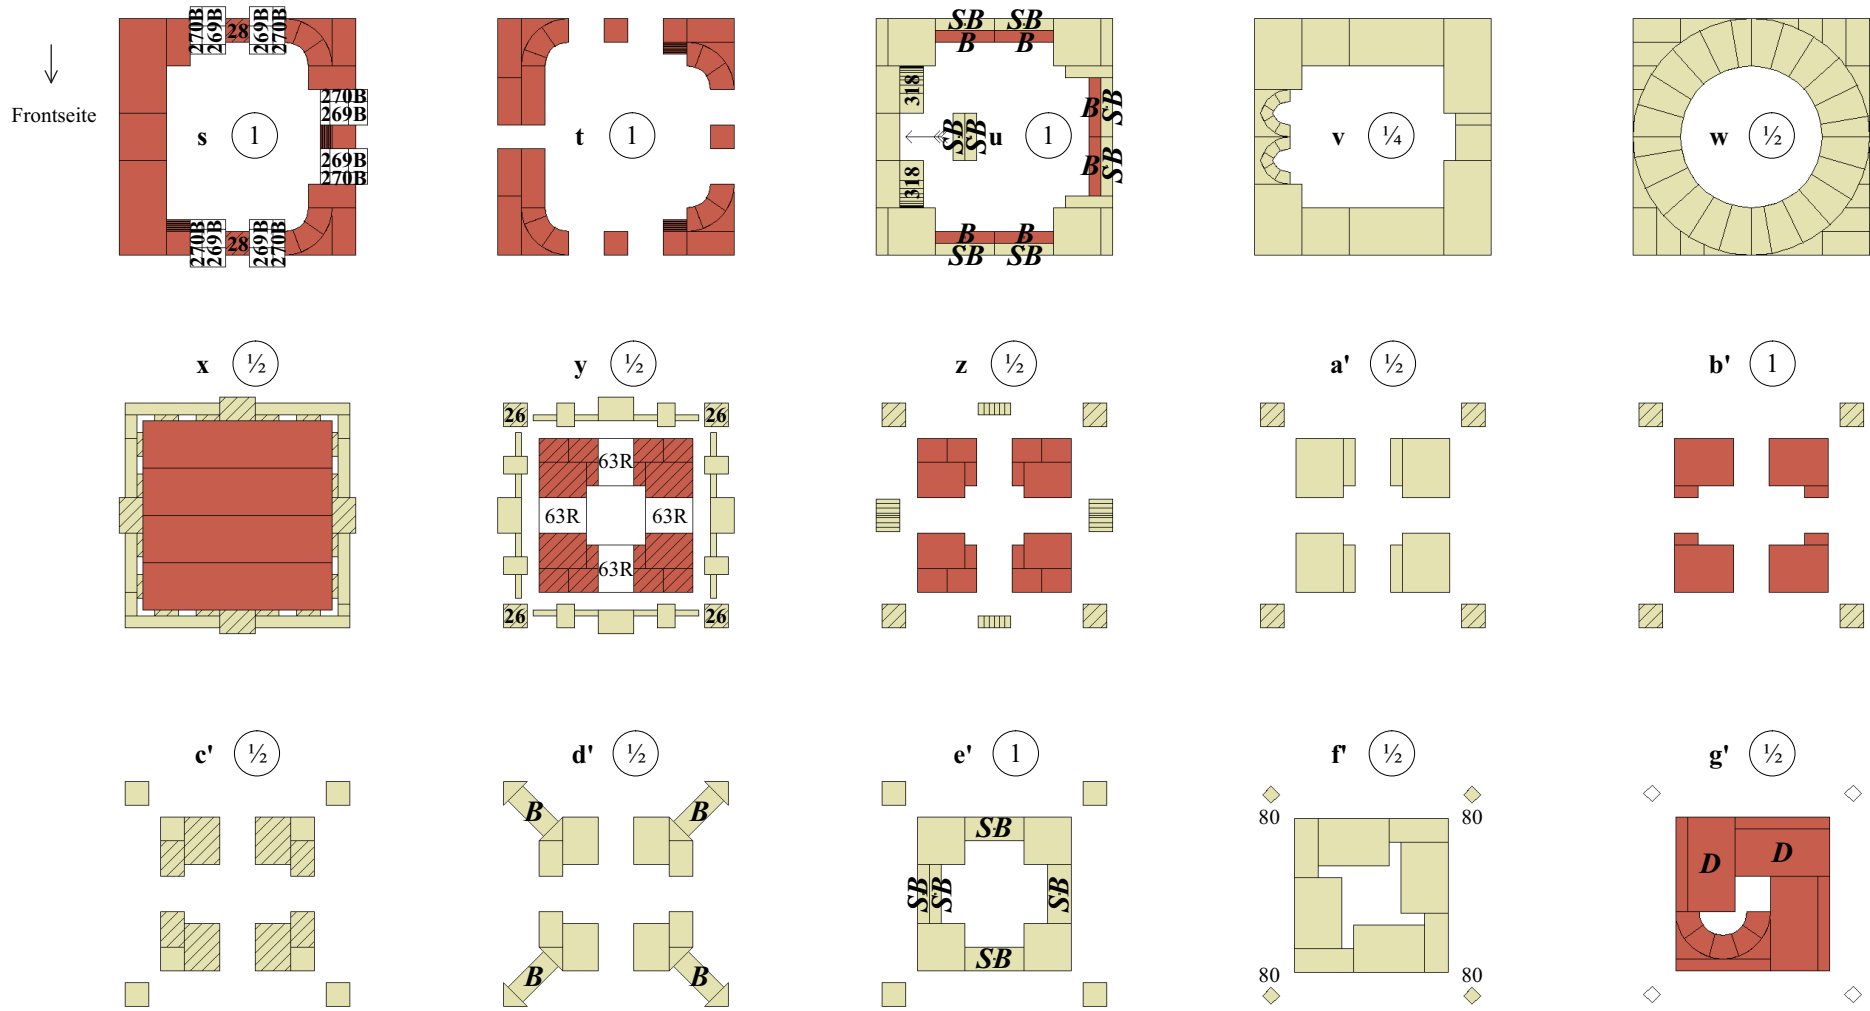 Frontseite
270B 269B 28 269B 270B
270B
269B
269B
270B
270B 269B 28 269B 270B
s 1
t 1
SB SB
B B
318
318
SB SB
B SB
B SB
B B
SB SB
u 1
v ¼
w ½
x ½
y ½
z ½
a' ½
b' 1
26 26
63R
63R 63R
63R
26 26
c' ½
d' ½
e' 1
f' ½
g' ½
B B
B B
SB
SB SB SB
SB
80 80
80 80
D D